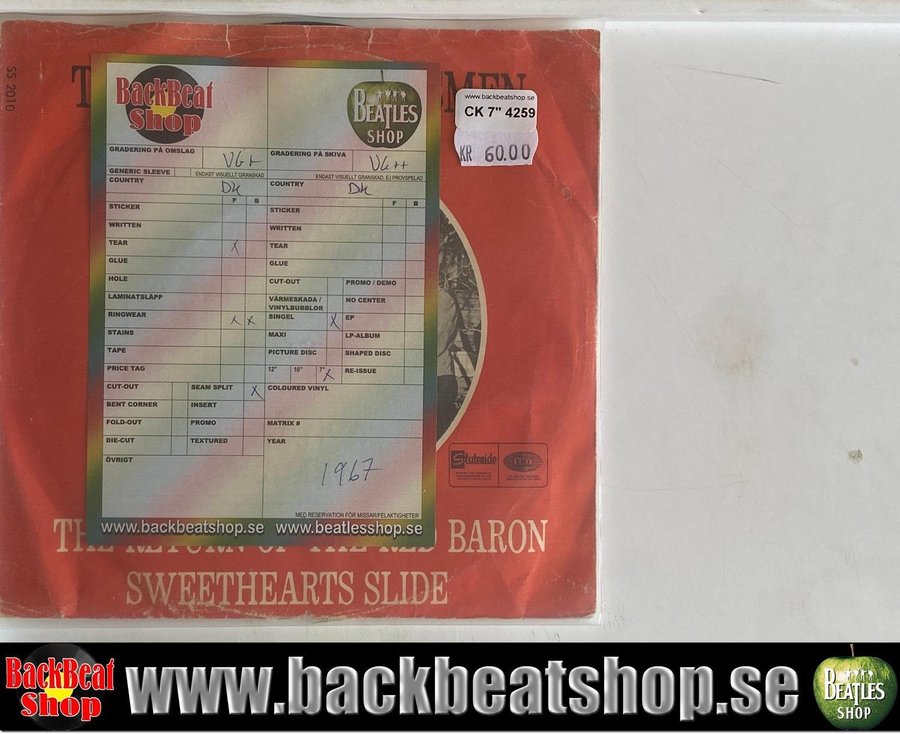 SS 2010
MEN
BackBeat
Shop
BEATLES
SHOP
www.backbeatshop.se
CK 7" 4259
KR 60.00
GRADERING PÅ OMSLAG VG+
GENERIC SLEEVE ENDAST VISUELLT GRANSKAD
COUNTRY DK
F B
STICKER
WRITTEN
TEAR X
GLUE
HOLE
LAMINATSLÄPP
RINGWEAR X X
STAINS
TAPE
PRICE TAG
CUT-OUT SEAM SPLIT X
BENT CORNER INSERT
FOLD-OUT PROMO
DIE-CUT TEXTURED
ÖVRIGT
GRADERING PÅ SKIVA VG++
ENDAST VISUELLT GRANSKAD, EJ PROVSPELAD
COUNTRY DK
F B
STICKER
WRITTEN
TEAR
GLUE
CUT-OUT PROMO / DEMO
VÄRMESKADA / VINYLBUBBLOR NO CENTER
SINGEL X EP
MAXI LP-ALBUM
PICTURE DISC SHAPED DISC
12" 10" 7" X RE-ISSUE
COLOURED VINYL
MATRIX #
YEAR
1967
MED RESERVATION FÖR MISSAR/FELAKTIGHETER
www.backbeatshop.se www.beatlesshop.se
Stateside
EMI
THE RETURN OF THE RED BARON
SWEETHEARTS SLIDE
BackBeat
Shop
www.backbeatshop.se
BEATLES
SHOP